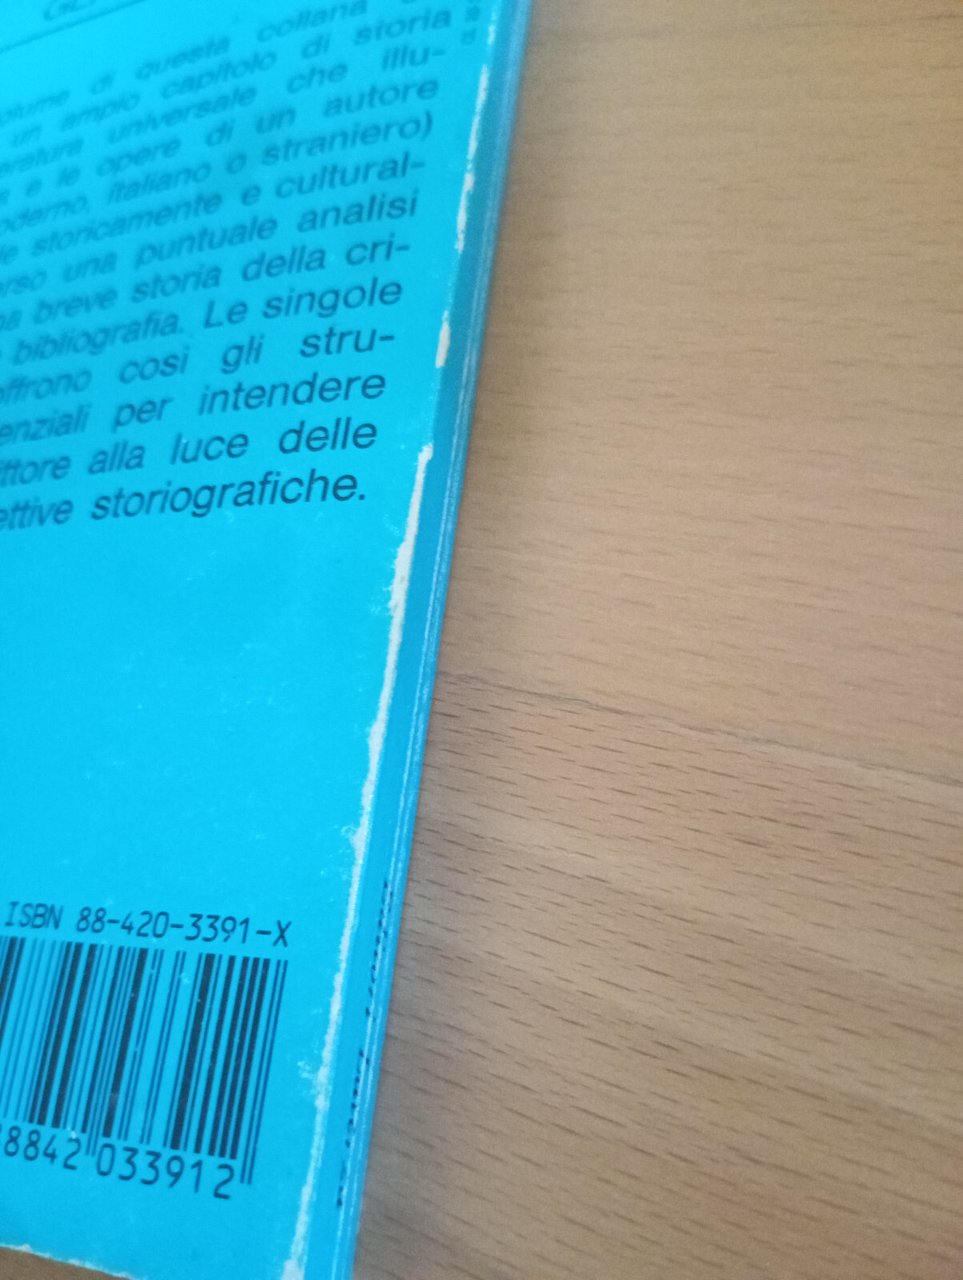 olume di questa collana
un ampio capitolo di storia
eratura universale che illu-
e le opere di un autore
oderno, italiano o straniero)
le storicamente e cultural-
erso una puntuale analisi
na breve storia della cri-
bibliografia. Le singole
offrono così gli stru-
enziali per intendere
ittore alla luce delle
ettive storiografiche.
ISBN 88-420-3391-X
8842 033912